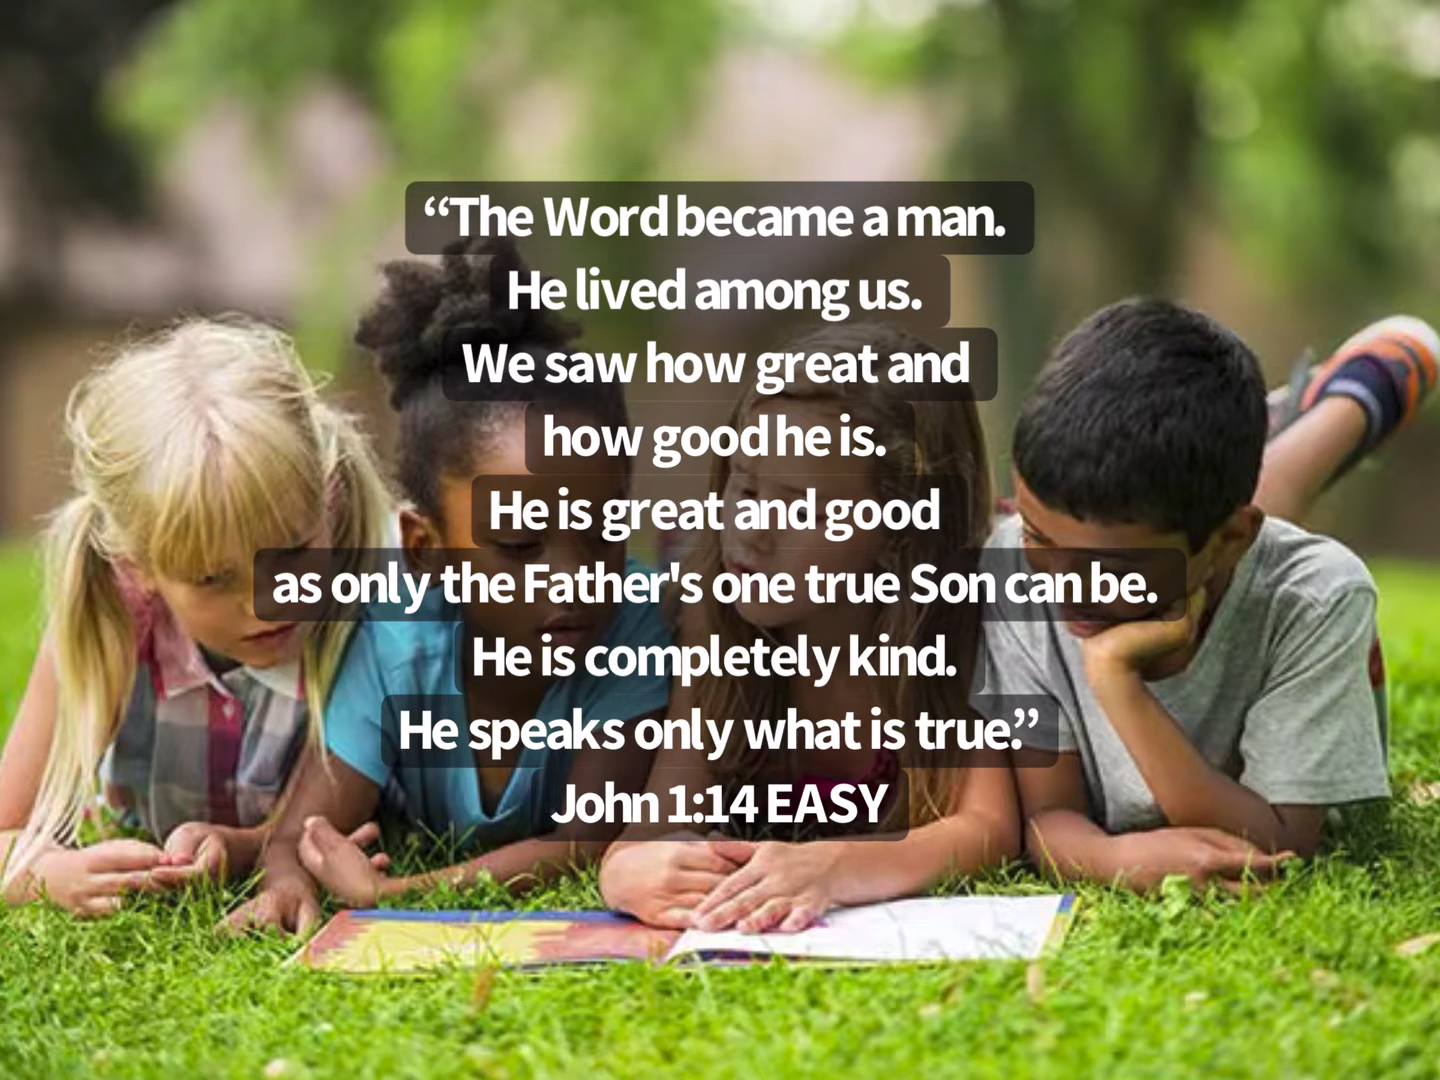 “The Word became a man.
He lived among us.
We saw how great and
how good he is.
He is great and good
as only the Father's one true Son can be.
He is completely kind.
He speaks only what is true.”
John 1:14 EASY